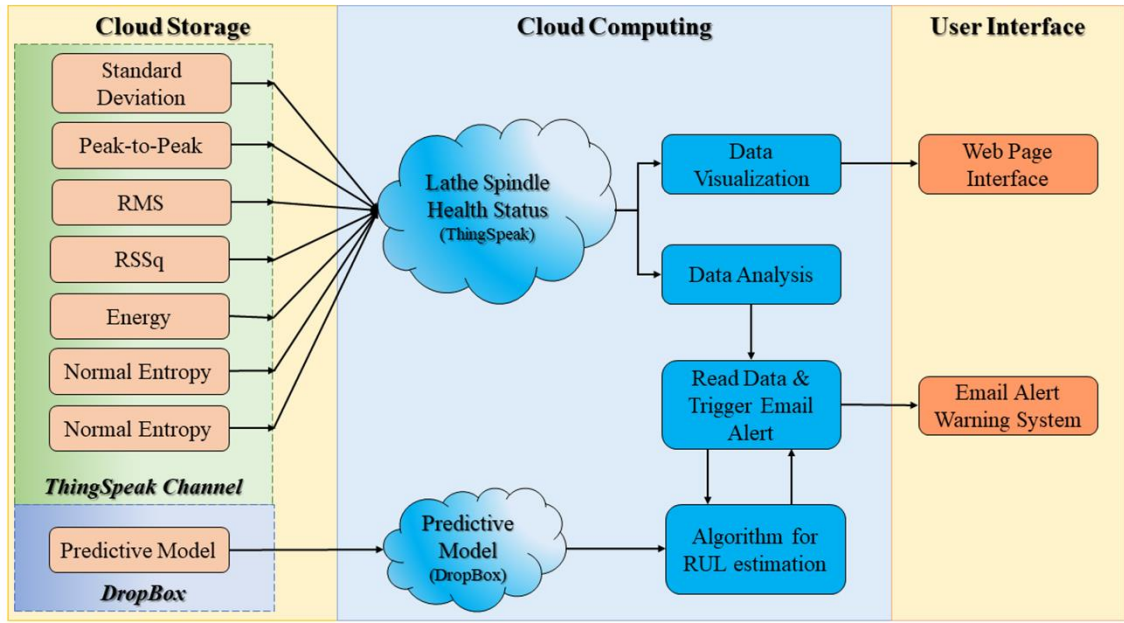 Cloud Storage
Cloud Computing
User Interface
Standard
Deviation
Peak-to-Peak
RMS
RSSq
Energy
Normal Entropy
Normal Entropy
ThingSpeak Channel
Predictive Model
DropBox
Lathe Spindle
Health Status
(ThingSpeak)
Predictive
Model
(DropBox)
Data
Visualization
Data Analysis
Read Data &
Trigger Email
Alert
Algorithm for
RUL estimation
Web Page
Interface
Email Alert
Warning System